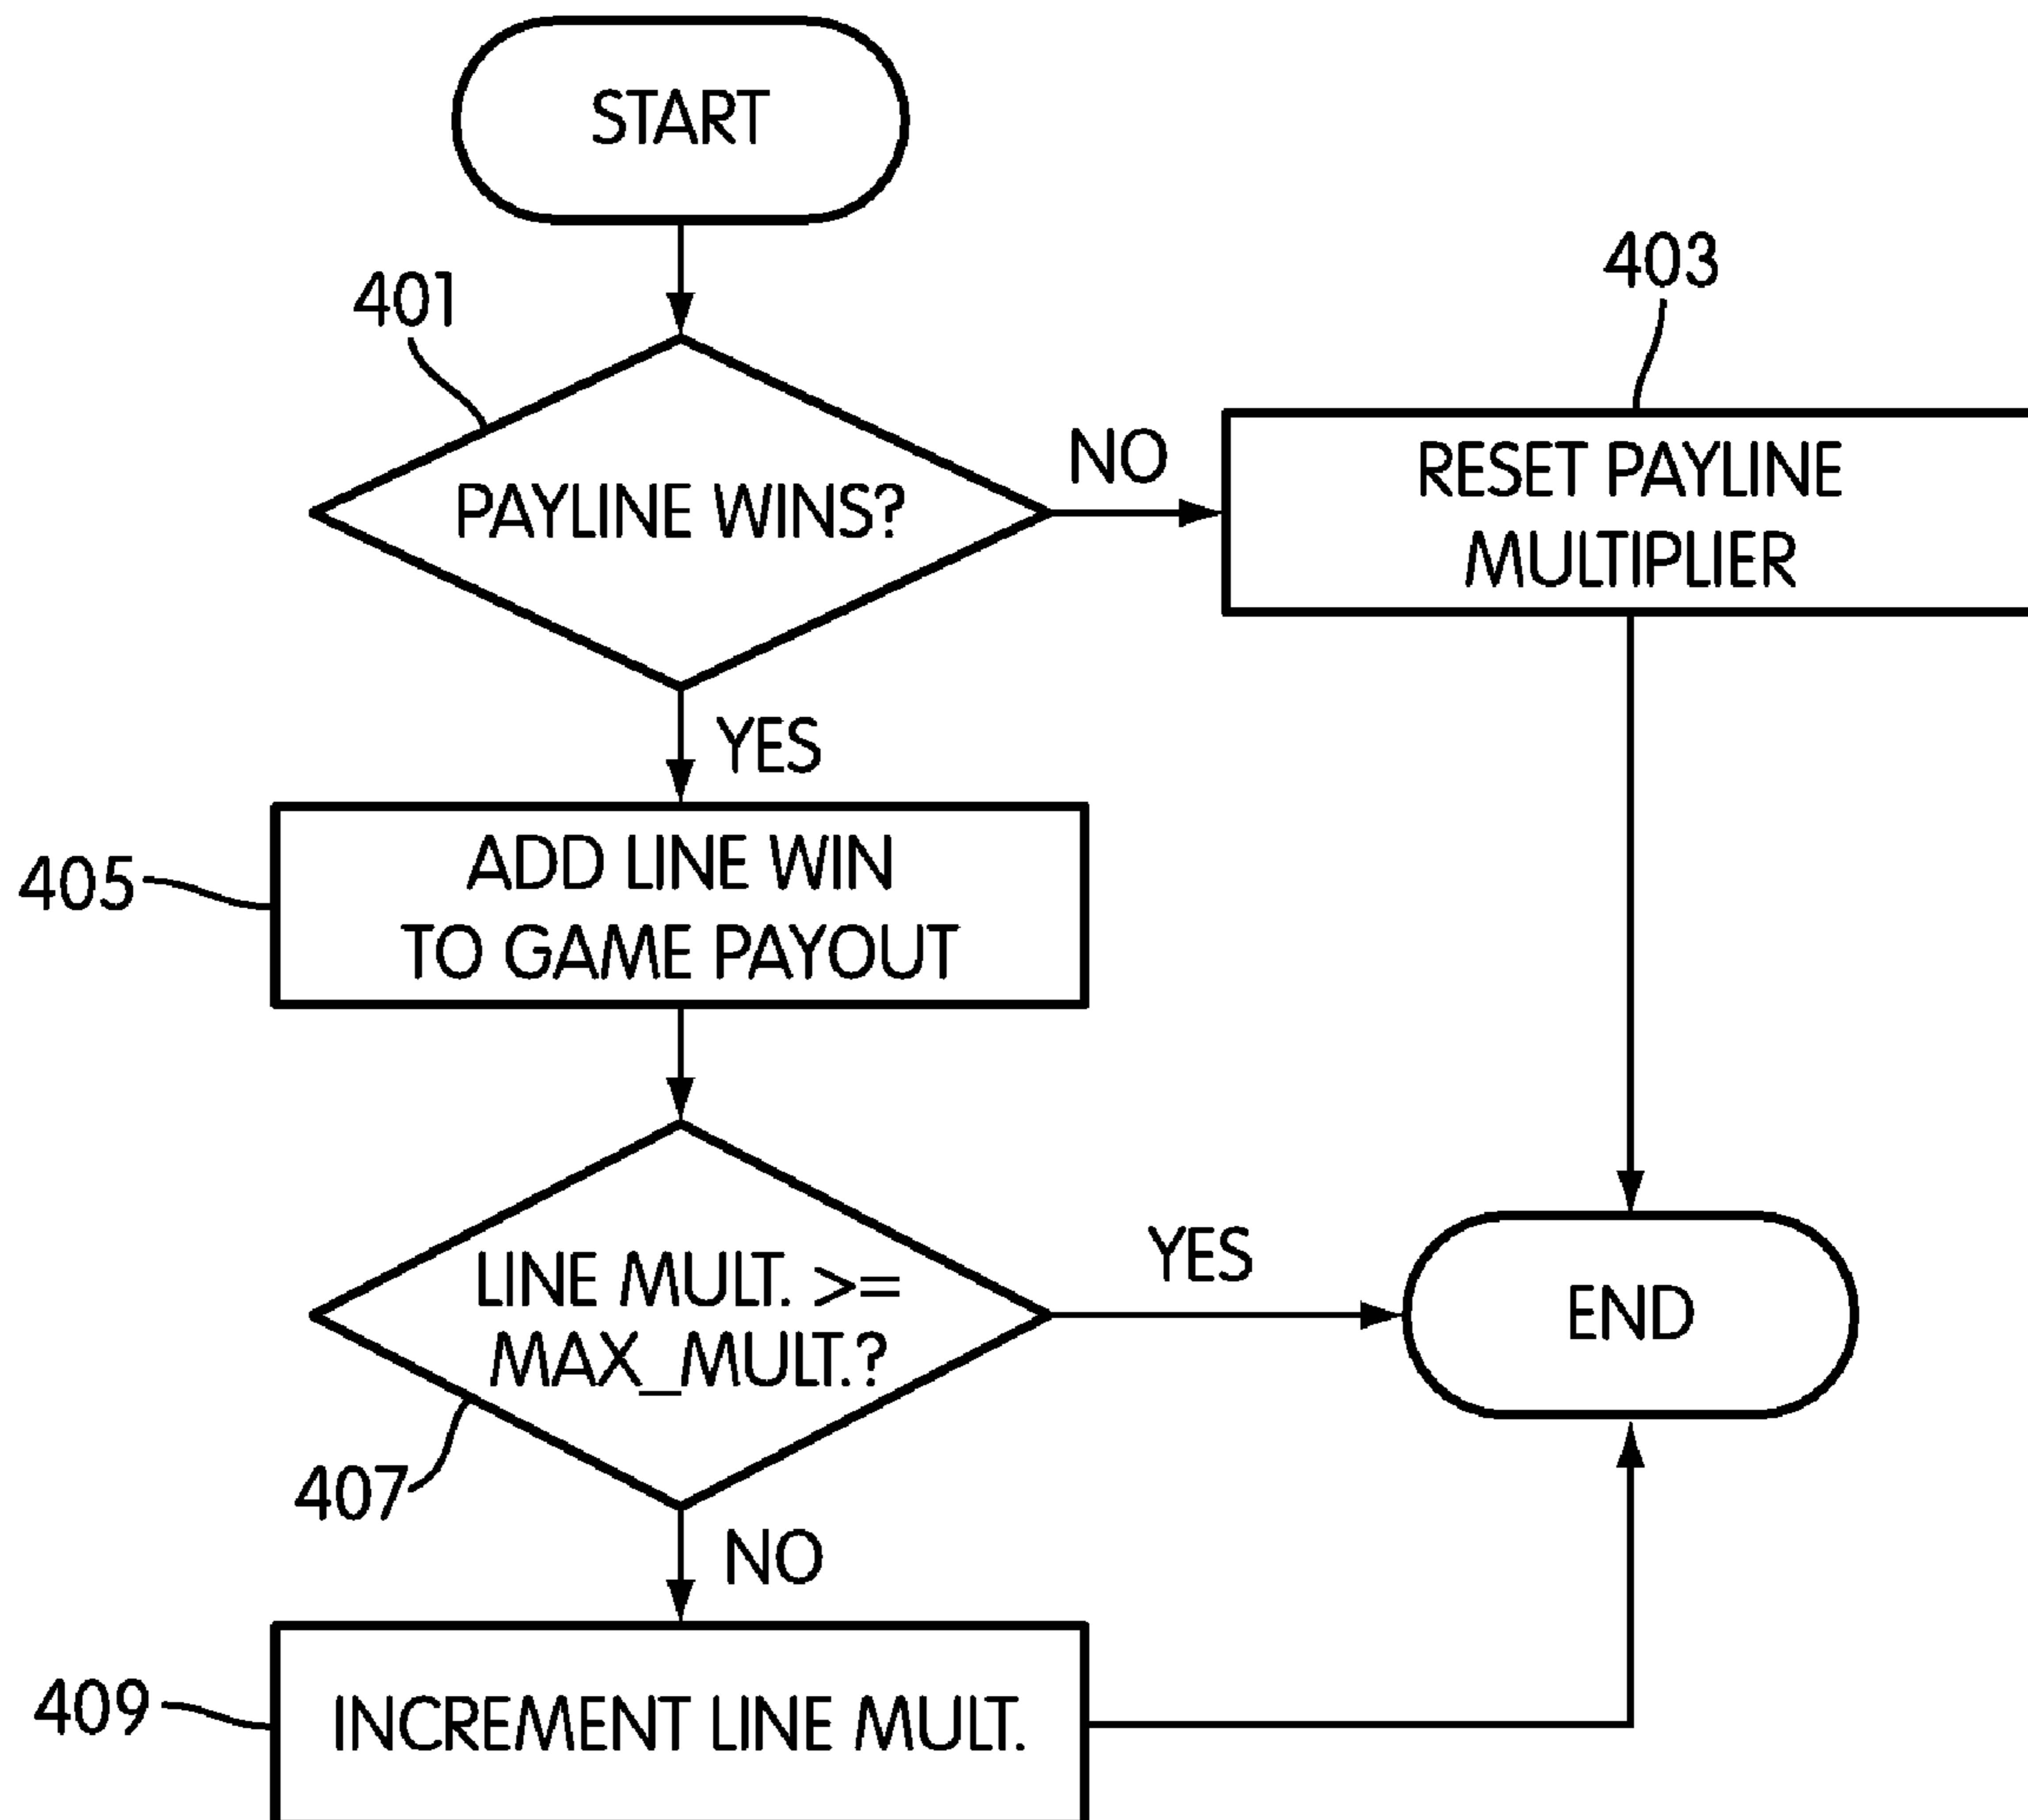 START
401
403
PAYLINE WINS?
NO
RESET PAYLINE
MULTIPLIER
YES
405
ADD LINE WIN
TO GAME PAYOUT
LINE MULT. >=
MAX_MULT.?
YES
END
407
NO
409
INCREMENT LINE MULT.